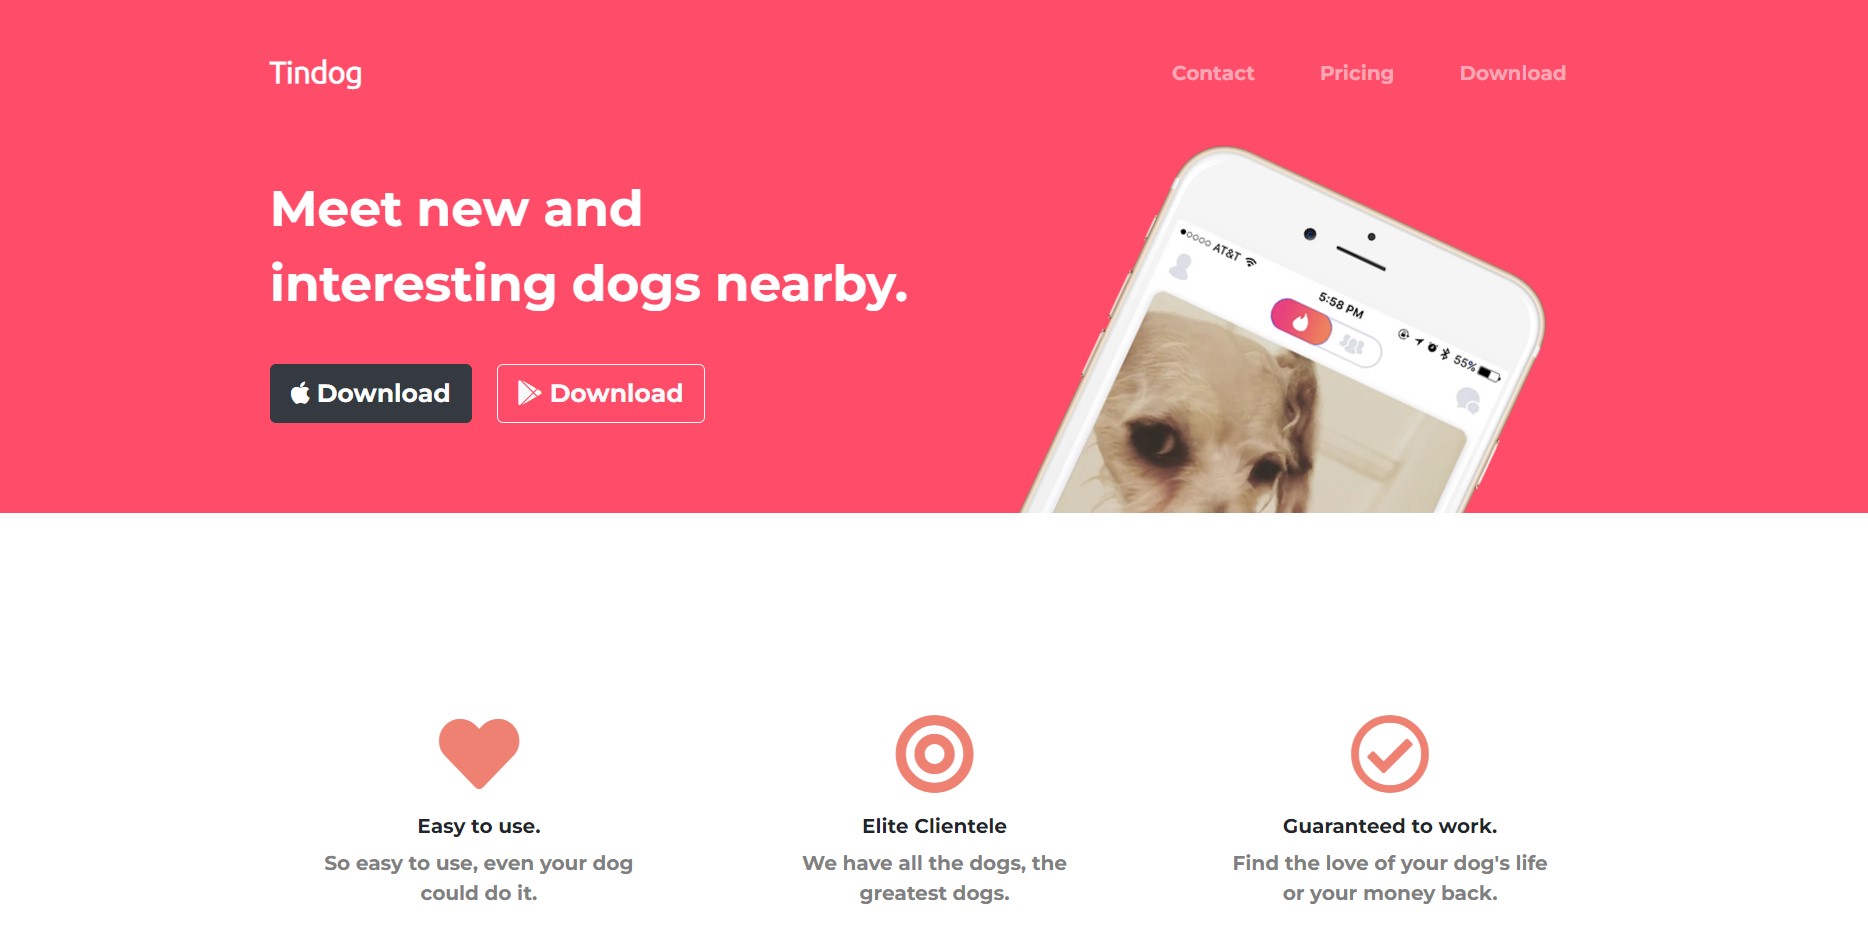 Tindog
Contact Pricing Download
Meet new and
interesting dogs nearby.
Download Download
AT&T
5:58 PM
55%
Easy to use.
So easy to use, even your dog
could do it.
Elite Clientele
We have all the dogs, the
greatest dogs.
Guaranteed to work.
Find the love of your dog's life
or your money back.